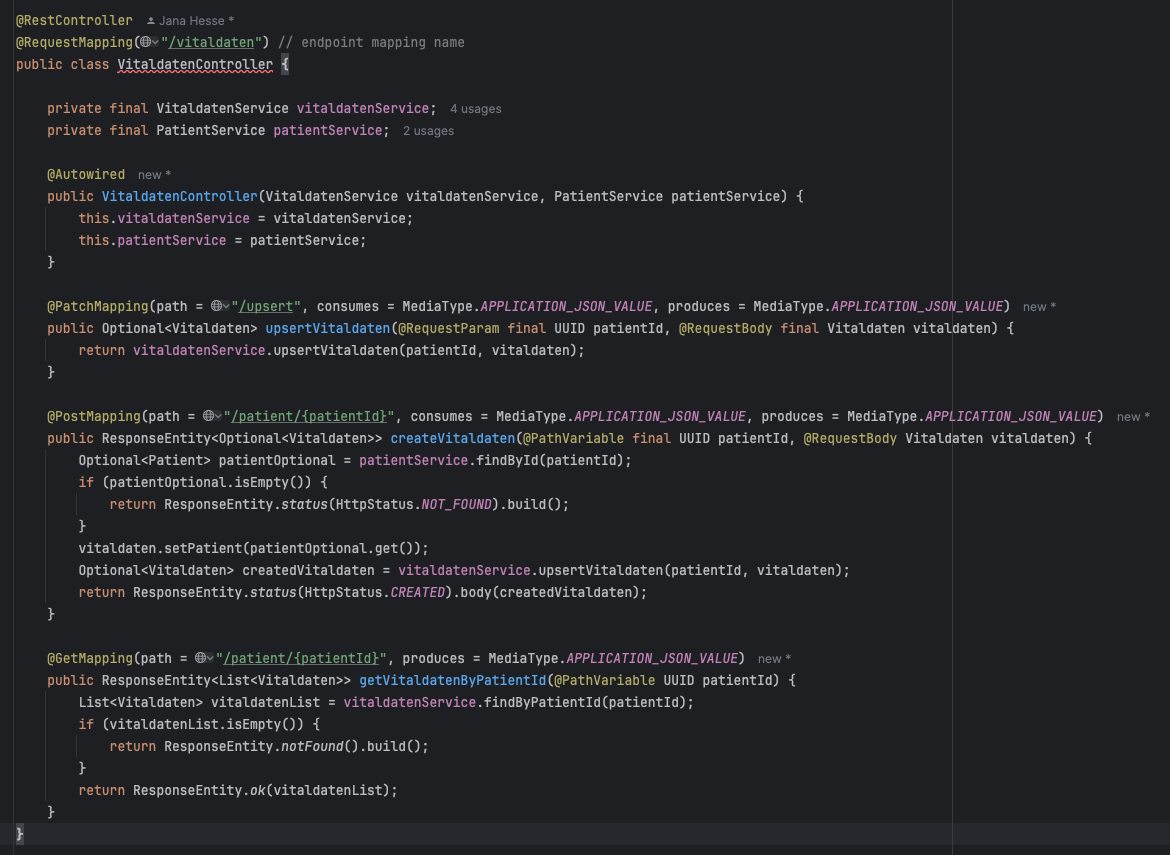 @RestController Jana Hesse *
@RequestMapping("/vitaldaten") // endpoint mapping name
public class VitaldatenController {
private final VitaldatenService vitaldatenService; 4 usages
private final PatientService patientService; 2 usages
@Autowired new *
public VitaldatenController(VitaldatenService vitaldatenService, PatientService patientService) {
this.vitaldatenService = vitaldatenService;
this.patientService = patientService;
}
@PatchMapping(path = "/upsert", consumes = MediaType.APPLICATION_JSON_VALUE, produces = MediaType.APPLICATION_JSON_VALUE) new *
public Optional<Vitaldaten> upsertVitaldaten(@RequestParam final UUID patientId, @RequestBody final Vitaldaten vitaldaten) {
return vitaldatenService.upsertVitaldaten(patientId, vitaldaten);
}
@PostMapping(path = "/patient/{patientId}", consumes = MediaType.APPLICATION_JSON_VALUE, produces = MediaType.APPLICATION_JSON_VALUE) new *
public ResponseEntity<Optional<Vitaldaten>> createVitaldaten(@PathVariable final UUID patientId, @RequestBody Vitaldaten vitaldaten) {
Optional<Patient> patientOptional = patientService.findById(patientId);
if (patientOptional.isEmpty()) {
return ResponseEntity.status(HttpStatus.NOT_FOUND).build();
}
vitaldaten.setPatient(patientOptional.get());
Optional<Vitaldaten> createdVitaldaten = vitaldatenService.upsertVitaldaten(patientId, vitaldaten);
return ResponseEntity.status(HttpStatus.CREATED).body(createdVitaldaten);
}
@GetMapping(path = "/patient/{patientId}", produces = MediaType.APPLICATION_JSON_VALUE) new *
public ResponseEntity<List<Vitaldaten>> getVitaldatenByPatientId(@PathVariable UUID patientId) {
List<Vitaldaten> vitaldatenList = vitaldatenService.findByPatientId(patientId);
if (vitaldatenList.isEmpty()) {
return ResponseEntity.notFound().build();
}
return ResponseEntity.ok(vitaldatenList);
}
}